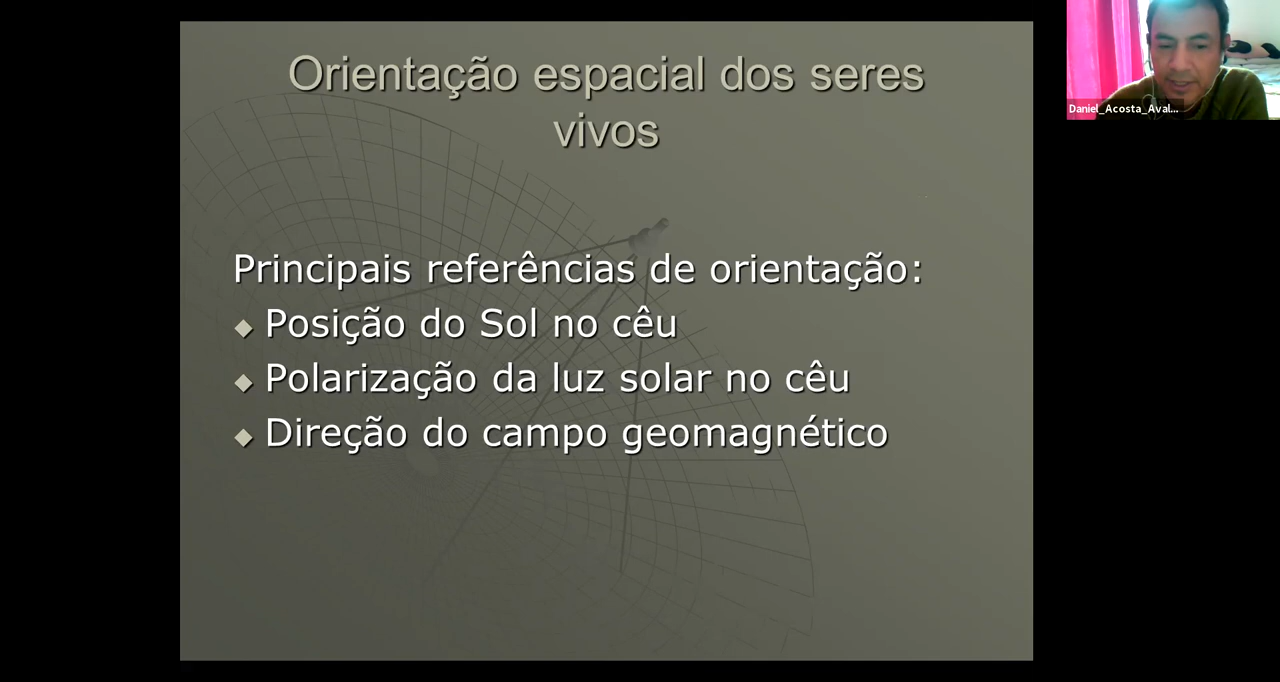 Orientação espacial dos seres
vivos
Principais referências de orientação:
Posição do Sol no cêu
Polarização da luz solar no cêu
Direção do campo geomagnético
Daniel_Acosta_Aval...